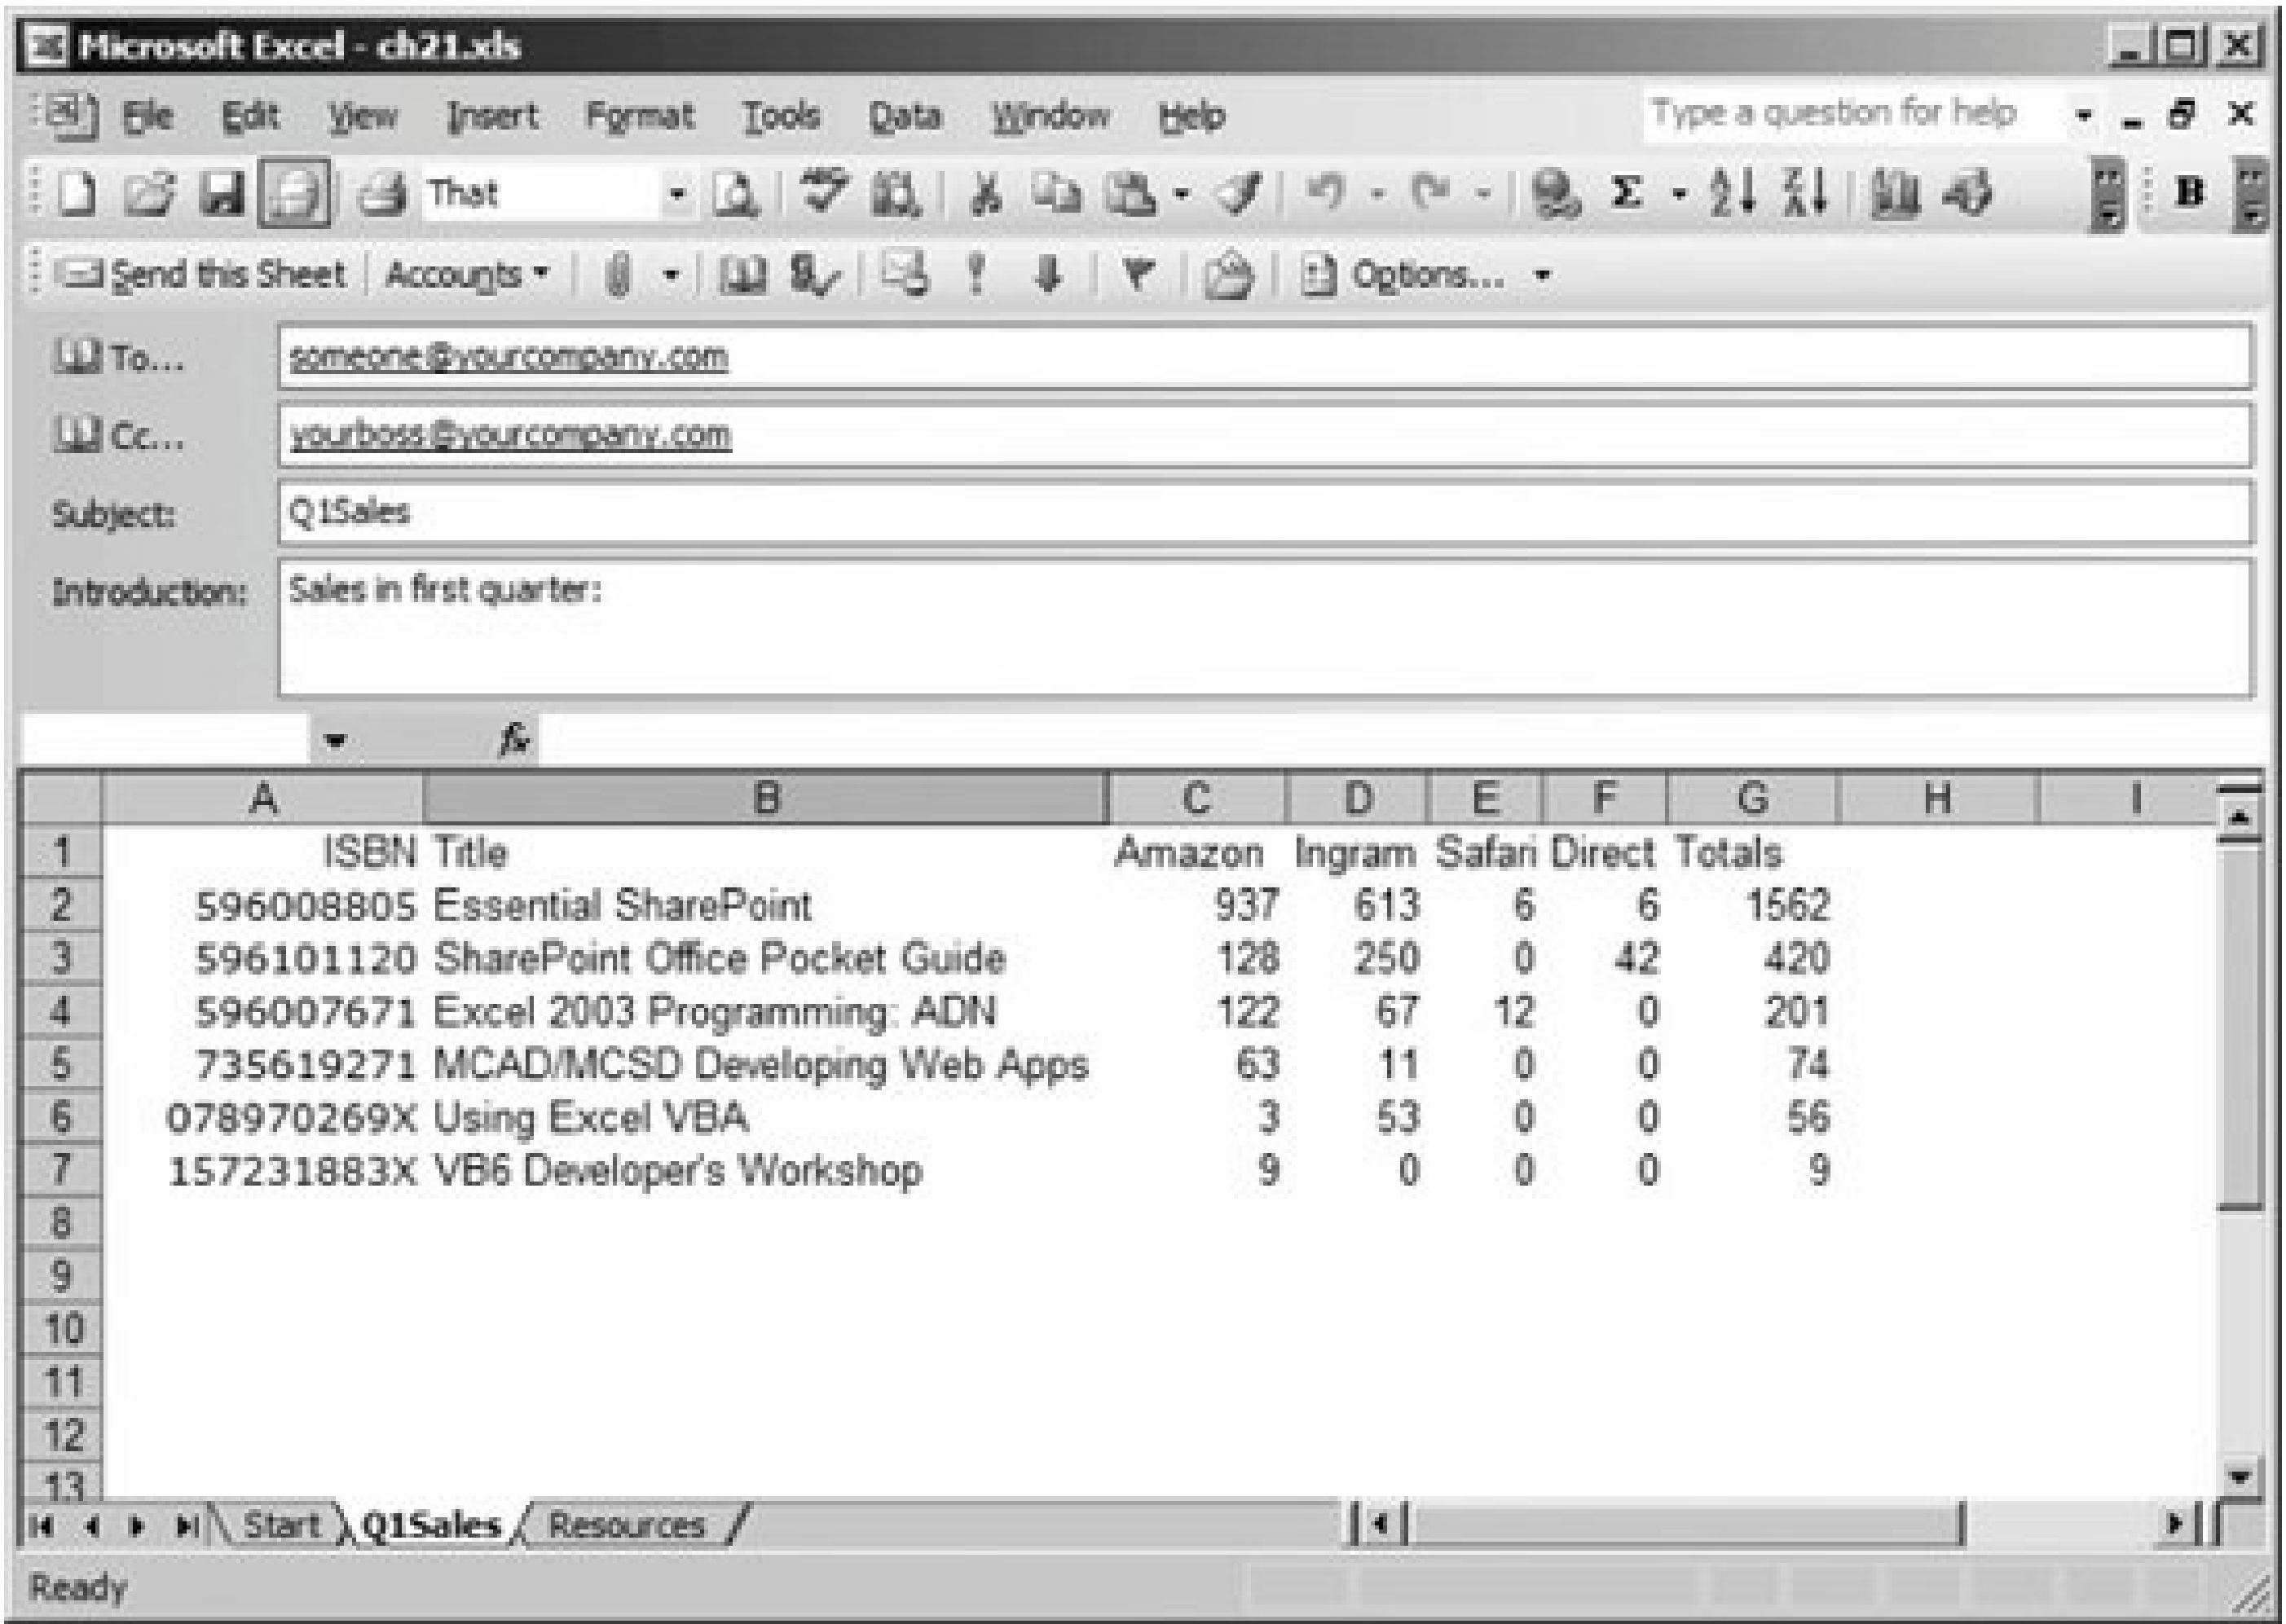 Microsoft Excel - ch21.xls
File Edit View Insert Format Tools Data Window Help Type a question for help
That Σ B
Send this Sheet Accounts Options...
To... someone@yourcompany.com
Cc... yourboss@yourcompany.com
Subject: Q1Sales
Introduction: Sales in first quarter:
fx
A B C D E F G H I
1 ISBN Title Amazon Ingram Safari Direct Totals
2 596008805 Essential SharePoint 937 613 6 6 1562
3 596101120 SharePoint Office Pocket Guide 128 250 0 42 420
4 596007671 Excel 2003 Programming: ADN 122 67 12 0 201
5 735619271 MCAD/MCSD Developing Web Apps 63 11 0 0 74
6 078970269X Using Excel VBA 3 53 0 0 56
7 157231883X VB6 Developer's Workshop 9 0 0 0 9
8
9
10
11
12
13
Start Q1Sales Resources
Ready